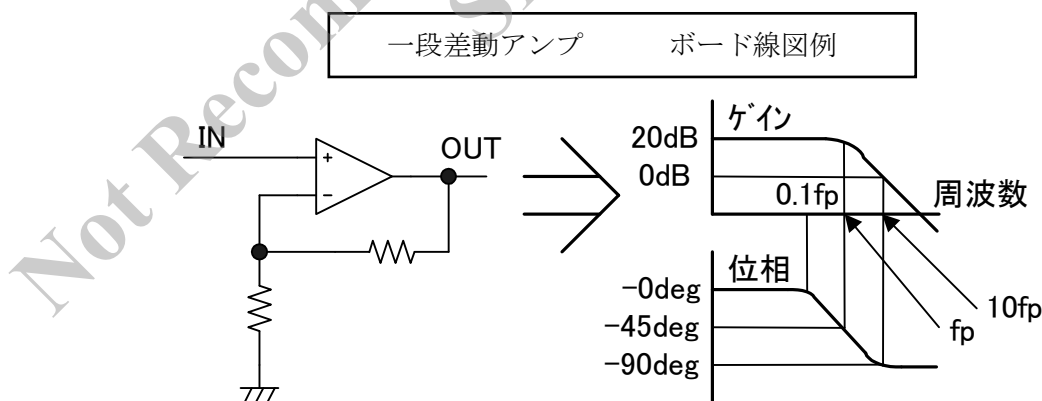 Not Recom
一段差動アンプ ボード線図例
IN
+
−
OUT
ゲイン
20dB
0dB
0.1fp
周波数
位相
−0deg
−45deg
−90deg
10fp
fp